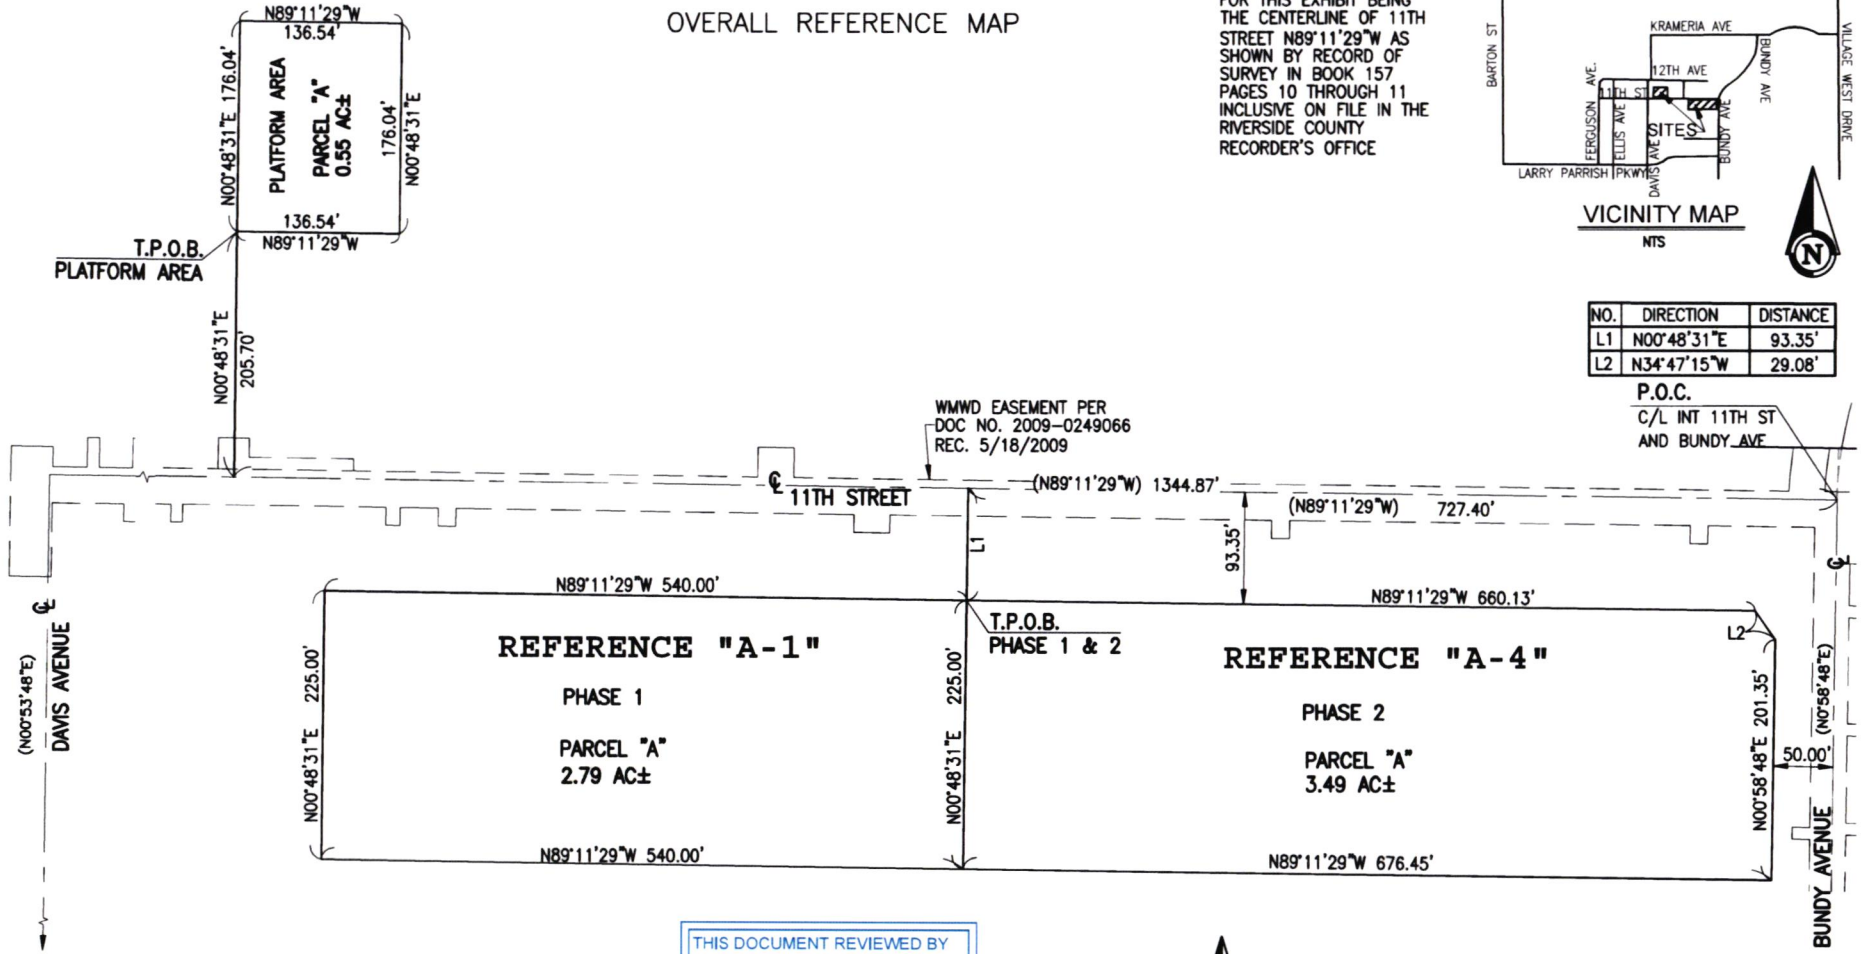 OVERALL REFERENCE MAP
FOR THIS EXHIBIT BEING
THE CENTERLINE OF 11TH
STREET N89°11'29"W AS
SHOWN BY RECORD OF
SURVEY IN BOOK 157
PAGES 10 THROUGH 11
INCLUSIVE ON FILE IN THE
RIVERSIDE COUNTY
RECORDER'S OFFICE
BARTON ST
KRAMERIA AVE
VILLAGE WEST DRIVE
BUNDY AVE
12TH AVE
11TH ST
FERGUSON AVE.
ELLIS AVE
DAVIS AVE
SITES
BUNDY AVE
LARRY PARRISH PKWY
VICINITY MAP
NTS
N
N89°11'29"W
136.54'
N00°48'31"E 176.04'
PLATFORM AREA
PARCEL "A"
0.55 AC±
176.04'
N00°48'31"E
136.54'
N89°11'29"W
T.P.O.B.
PLATFORM AREA
N00°48'31"E
205.70'
NO. DIRECTION DISTANCE
L1 N00°48'31"E 93.35'
L2 N34°47'15"W 29.08'
P.O.C.
C/L INT 11TH ST
AND BUNDY AVE
WMWD EASEMENT PER
DOC NO. 2009-0249066
REC. 5/18/2009
11TH STREET
(N89°11'29"W) 1344.87'
(N89°11'29"W) 727.40'
L1
93.35'
N89°11'29"W 540.00'
N89°11'29"W 660.13'
T.P.O.B.
PHASE 1 & 2
L2
REFERENCE "A-1"
PHASE 1
PARCEL "A"
2.79 AC±
REFERENCE "A-4"
PHASE 2
PARCEL "A"
3.49 AC±
(N00°53'48"E)
DAVIS AVENUE
N00°48'31"E 225.00'
N00°48'31"E 225.00'
N00°58'48"E 201.35'
(N0°58'48"E)
50.00'
BUNDY AVENUE
N89°11'29"W 540.00'
N89°11'29"W 676.45'
THIS DOCUMENT REVIEWED BY